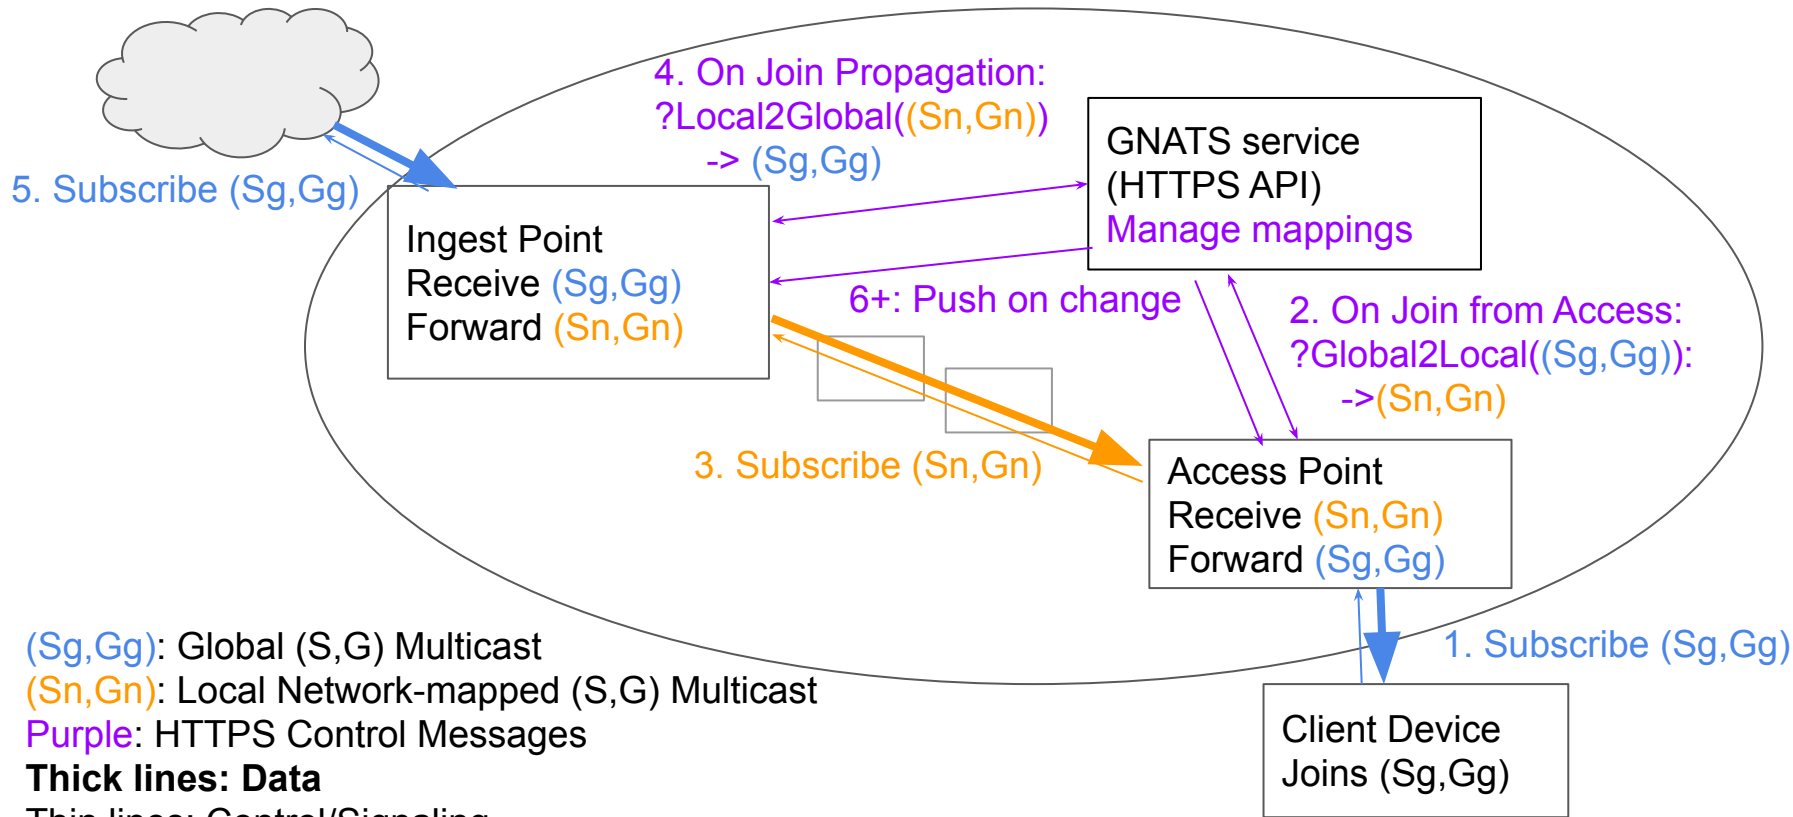 4. On Join Propagation:
?Local2Global((Sn,Gn))
-> (Sg,Gg)
GNATS service
(HTTPS API)
Manage mappings
5. Subscribe (Sg,Gg)
Ingest Point
Receive (Sg,Gg)
Forward (Sn,Gn)
6+: Push on change
2. On Join from Access:
?Global2Local((Sg,Gg)):
->(Sn,Gn)
3. Subscribe (Sn,Gn)
Access Point
Receive (Sn,Gn)
Forward (Sg,Gg)
1. Subscribe (Sg,Gg)
(Sg,Gg): Global (S,G) Multicast
(Sn,Gn): Local Network-mapped (S,G) Multicast
Purple: HTTPS Control Messages
Thick lines: Data
Thin lines: Control/Signaling
Client Device
Joins (Sg,Gg)